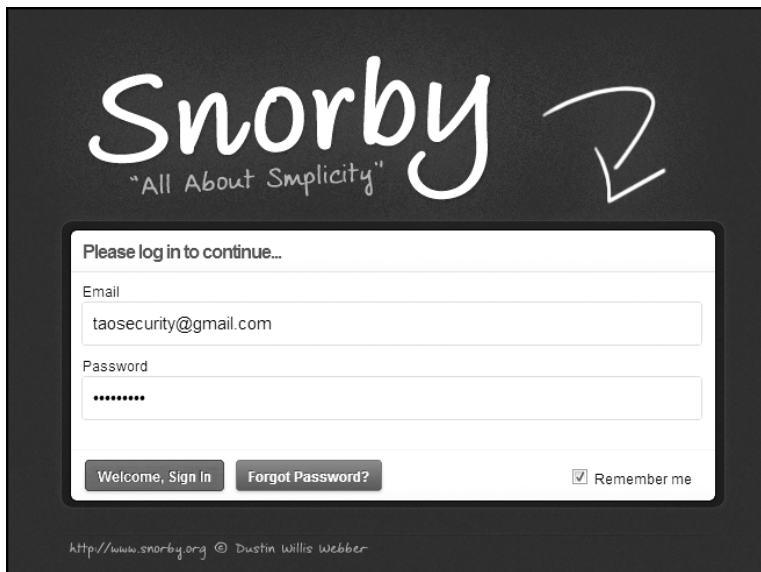 Snorby
"All About Smplicity"
Please log in to continue...
Email
taosecurity@gmail.com
Password
•••••••••
Welcome, Sign In Forgot Password? Remember me
http://www.snorby.org © Dustin Willis Webber